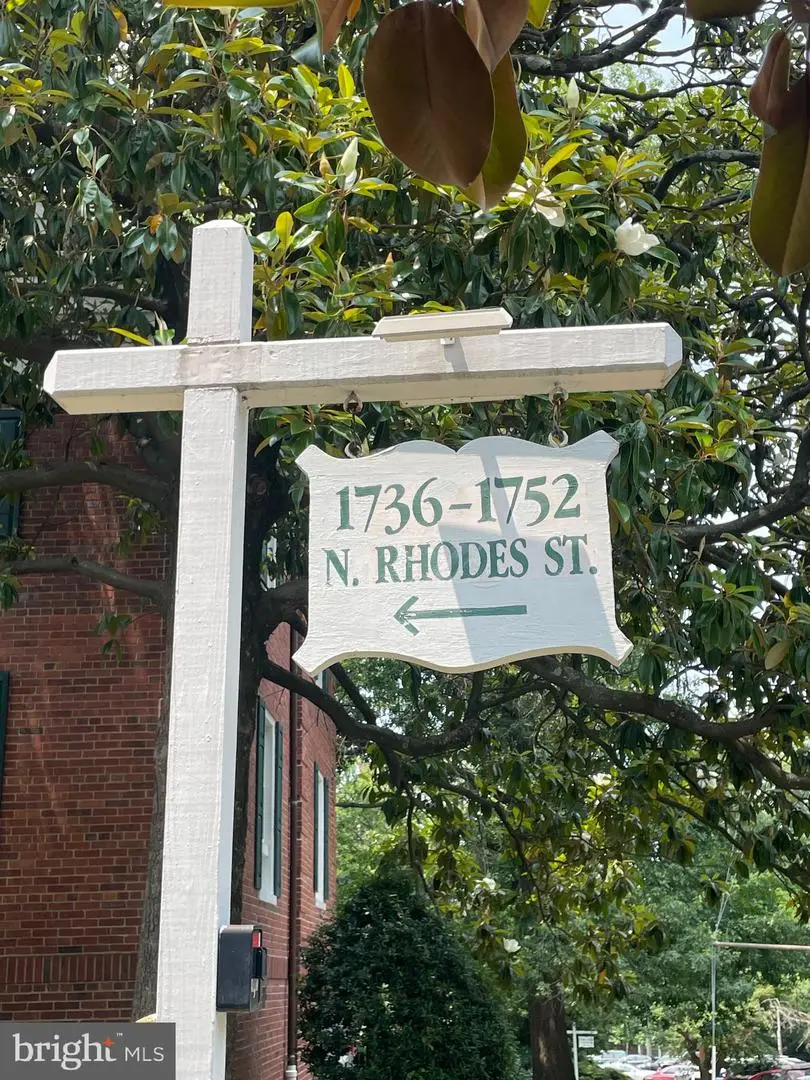 1736-1752
N. RHODES ST.
bright MLS